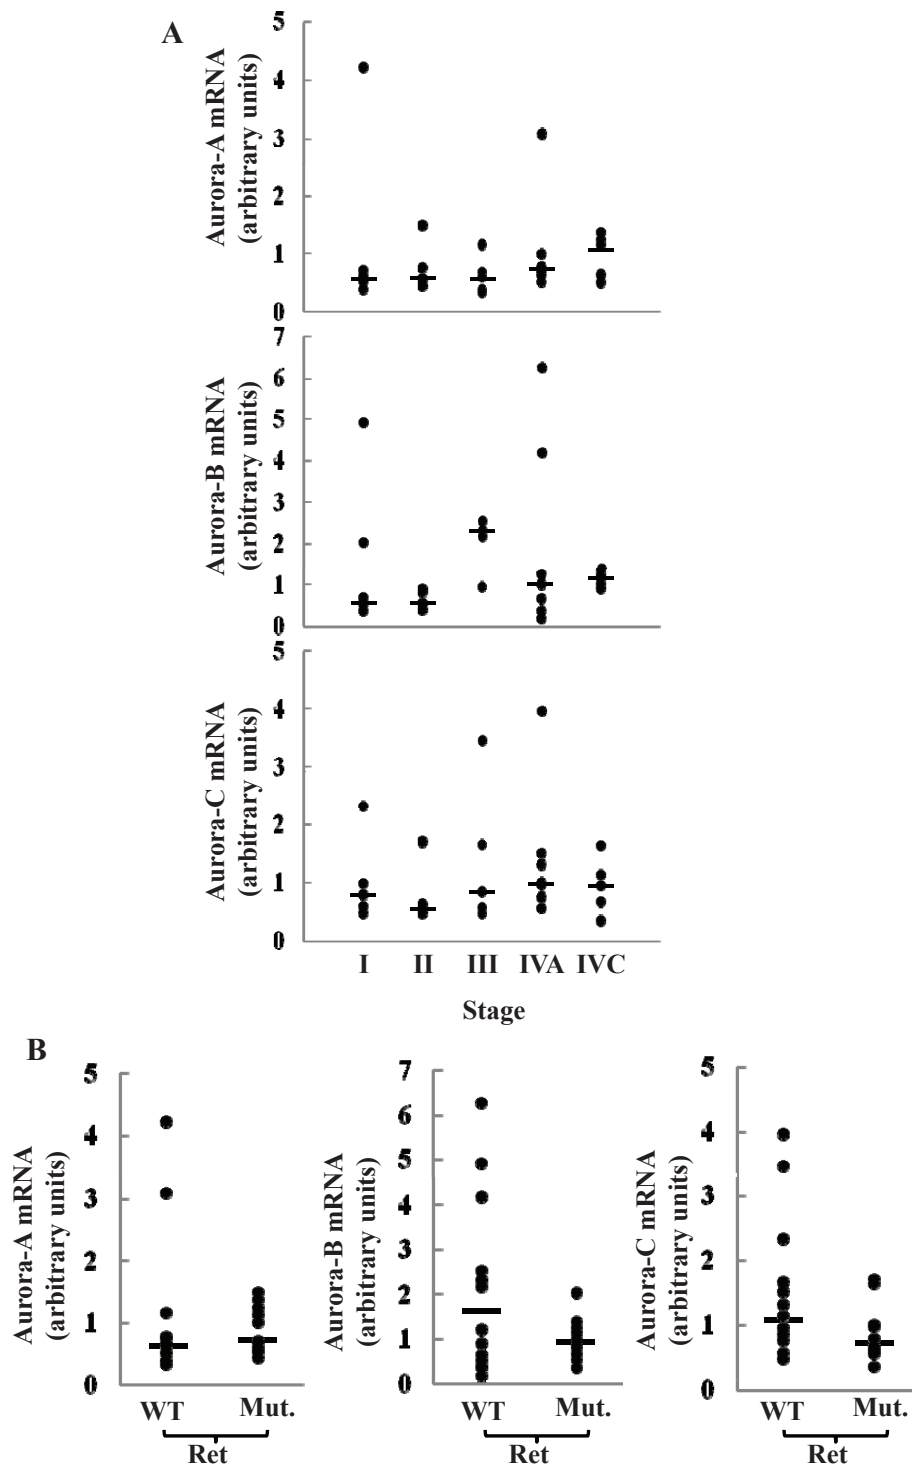 A
Aurora-A mRNA
(arbitrary units)
5
4
3
2
1
0
Aurora-B mRNA
(arbitrary units)
7
6
5
4
3
2
1
0
Aurora-C mRNA
(arbitrary units)
5
4
3
2
1
0
I II III IVA IVC
Stage
B
Aurora-A mRNA
(arbitrary units)
5
4
3
2
1
0
WT Mut.
Ret
Aurora-B mRNA
(arbitrary units)
7
6
5
4
3
2
1
0
WT Mut.
Ret
Aurora-C mRNA
(arbitrary units)
5
4
3
2
1
0
WT Mut.
Ret